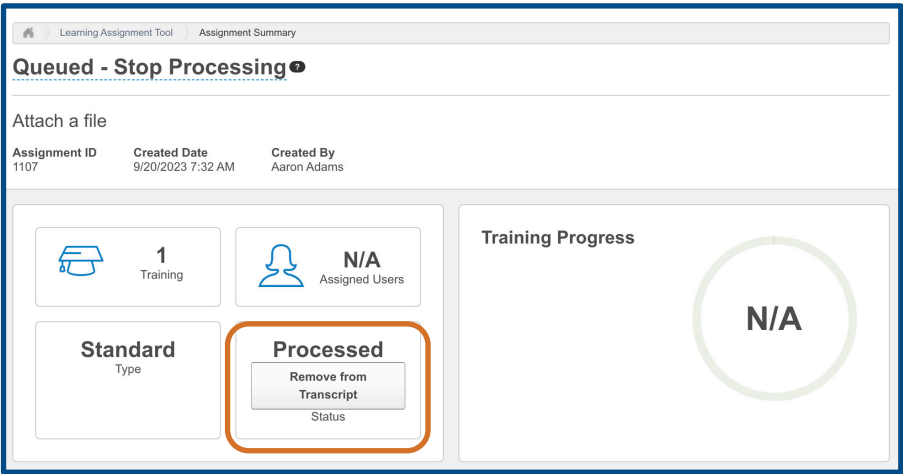 Learning Assignment Tool Assignment Summary
Queued - Stop Processing ?
Attach a file
Assignment ID Created Date Created By
1107 9/20/2023 7:32 AM Aaron Adams
1
Training
N/A
Assigned Users
Standard
Type
Processed
Remove from
Transcript
Status
Training Progress
N/A